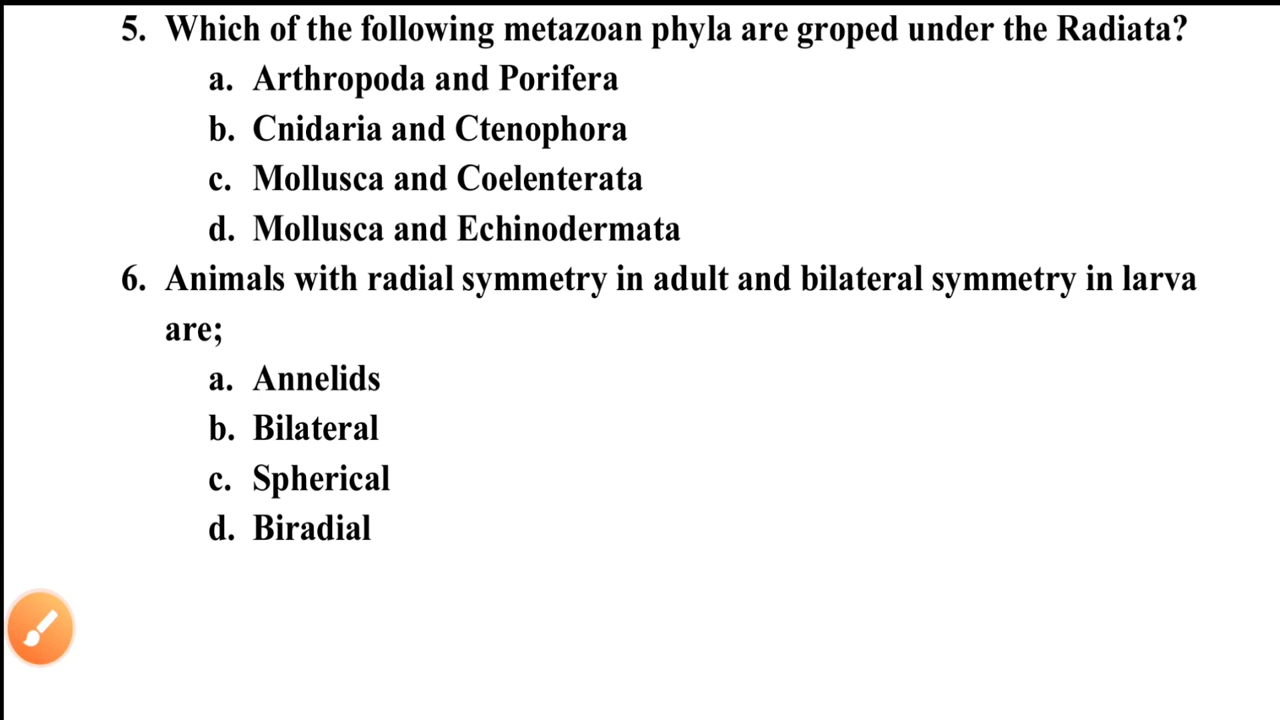 5. Which of the following metazoan phyla are groped under the Radiata?
a. Arthropoda and Porifera
b. Cnidaria and Ctenophora
c. Mollusca and Coelenterata
d. Mollusca and Echinodermata
6. Animals with radial symmetry in adult and bilateral symmetry in larva
are;
a. Annelids
b. Bilateral
c. Spherical
d. Biradial